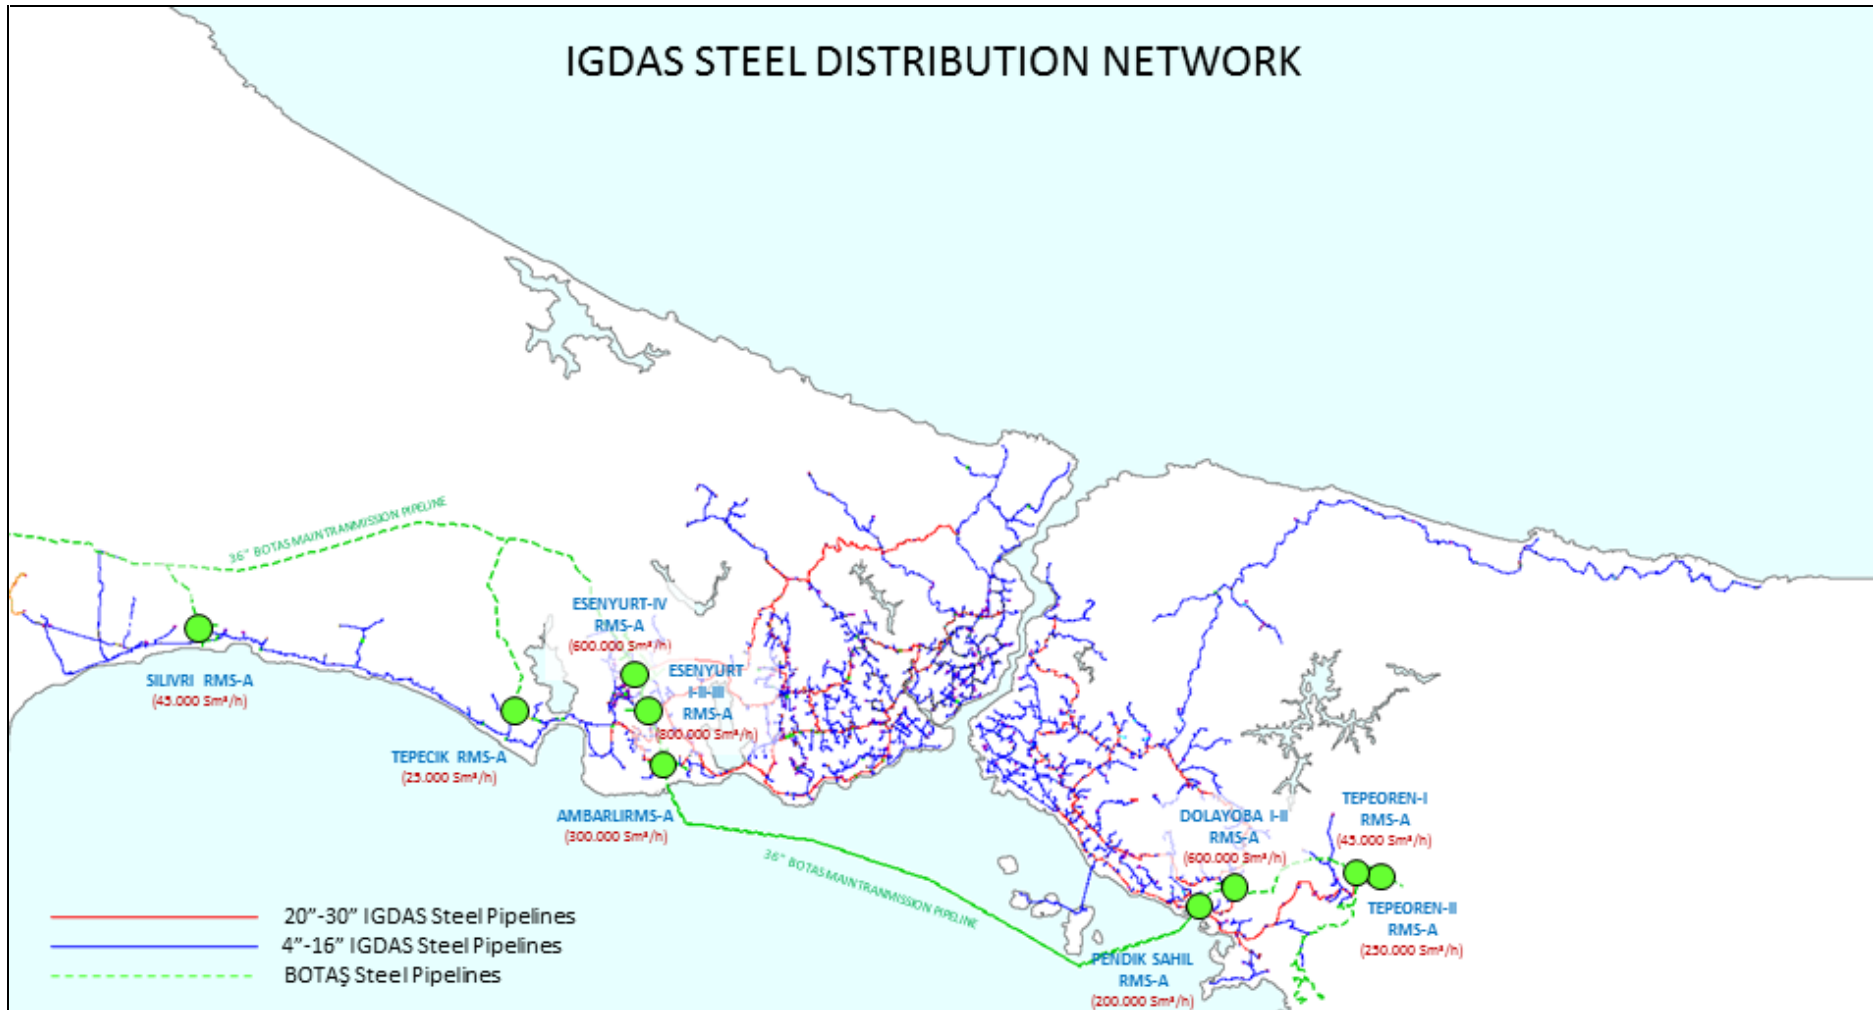 IGDAS STEEL DISTRIBUTION NETWORK
36" BOTAS MAIN TRANMISSION PIPELINE
ESENYURT-IV
RMS-A
(600.000 Sm³/h)
ESENYURT
I-II-III
RMS-A
(800.000 Sm³/h)
SILIVRI RMS-A
(45.000 Sm³/h)
TEPECIK RMS-A
(25.000 Sm³/h)
AMBARLIRMS-A
(300.000 Sm³/h)
36" BOTAS MAIN TRANMISSION PIPELINE
DOLAYOBA I-II
RMS-A
(600.000 Sm³/h)
TEPEOREN-I
RMS-A
(45.000 Sm³/h)
TEPEOREN-II
RMS-A
(250.000 Sm³/h)
PENDIK SAHIL
RMS-A
(200.000 Sm³/h)
20"-30" IGDAS Steel Pipelines
4"-16" IGDAS Steel Pipelines
BOTAŞ Steel Pipelines